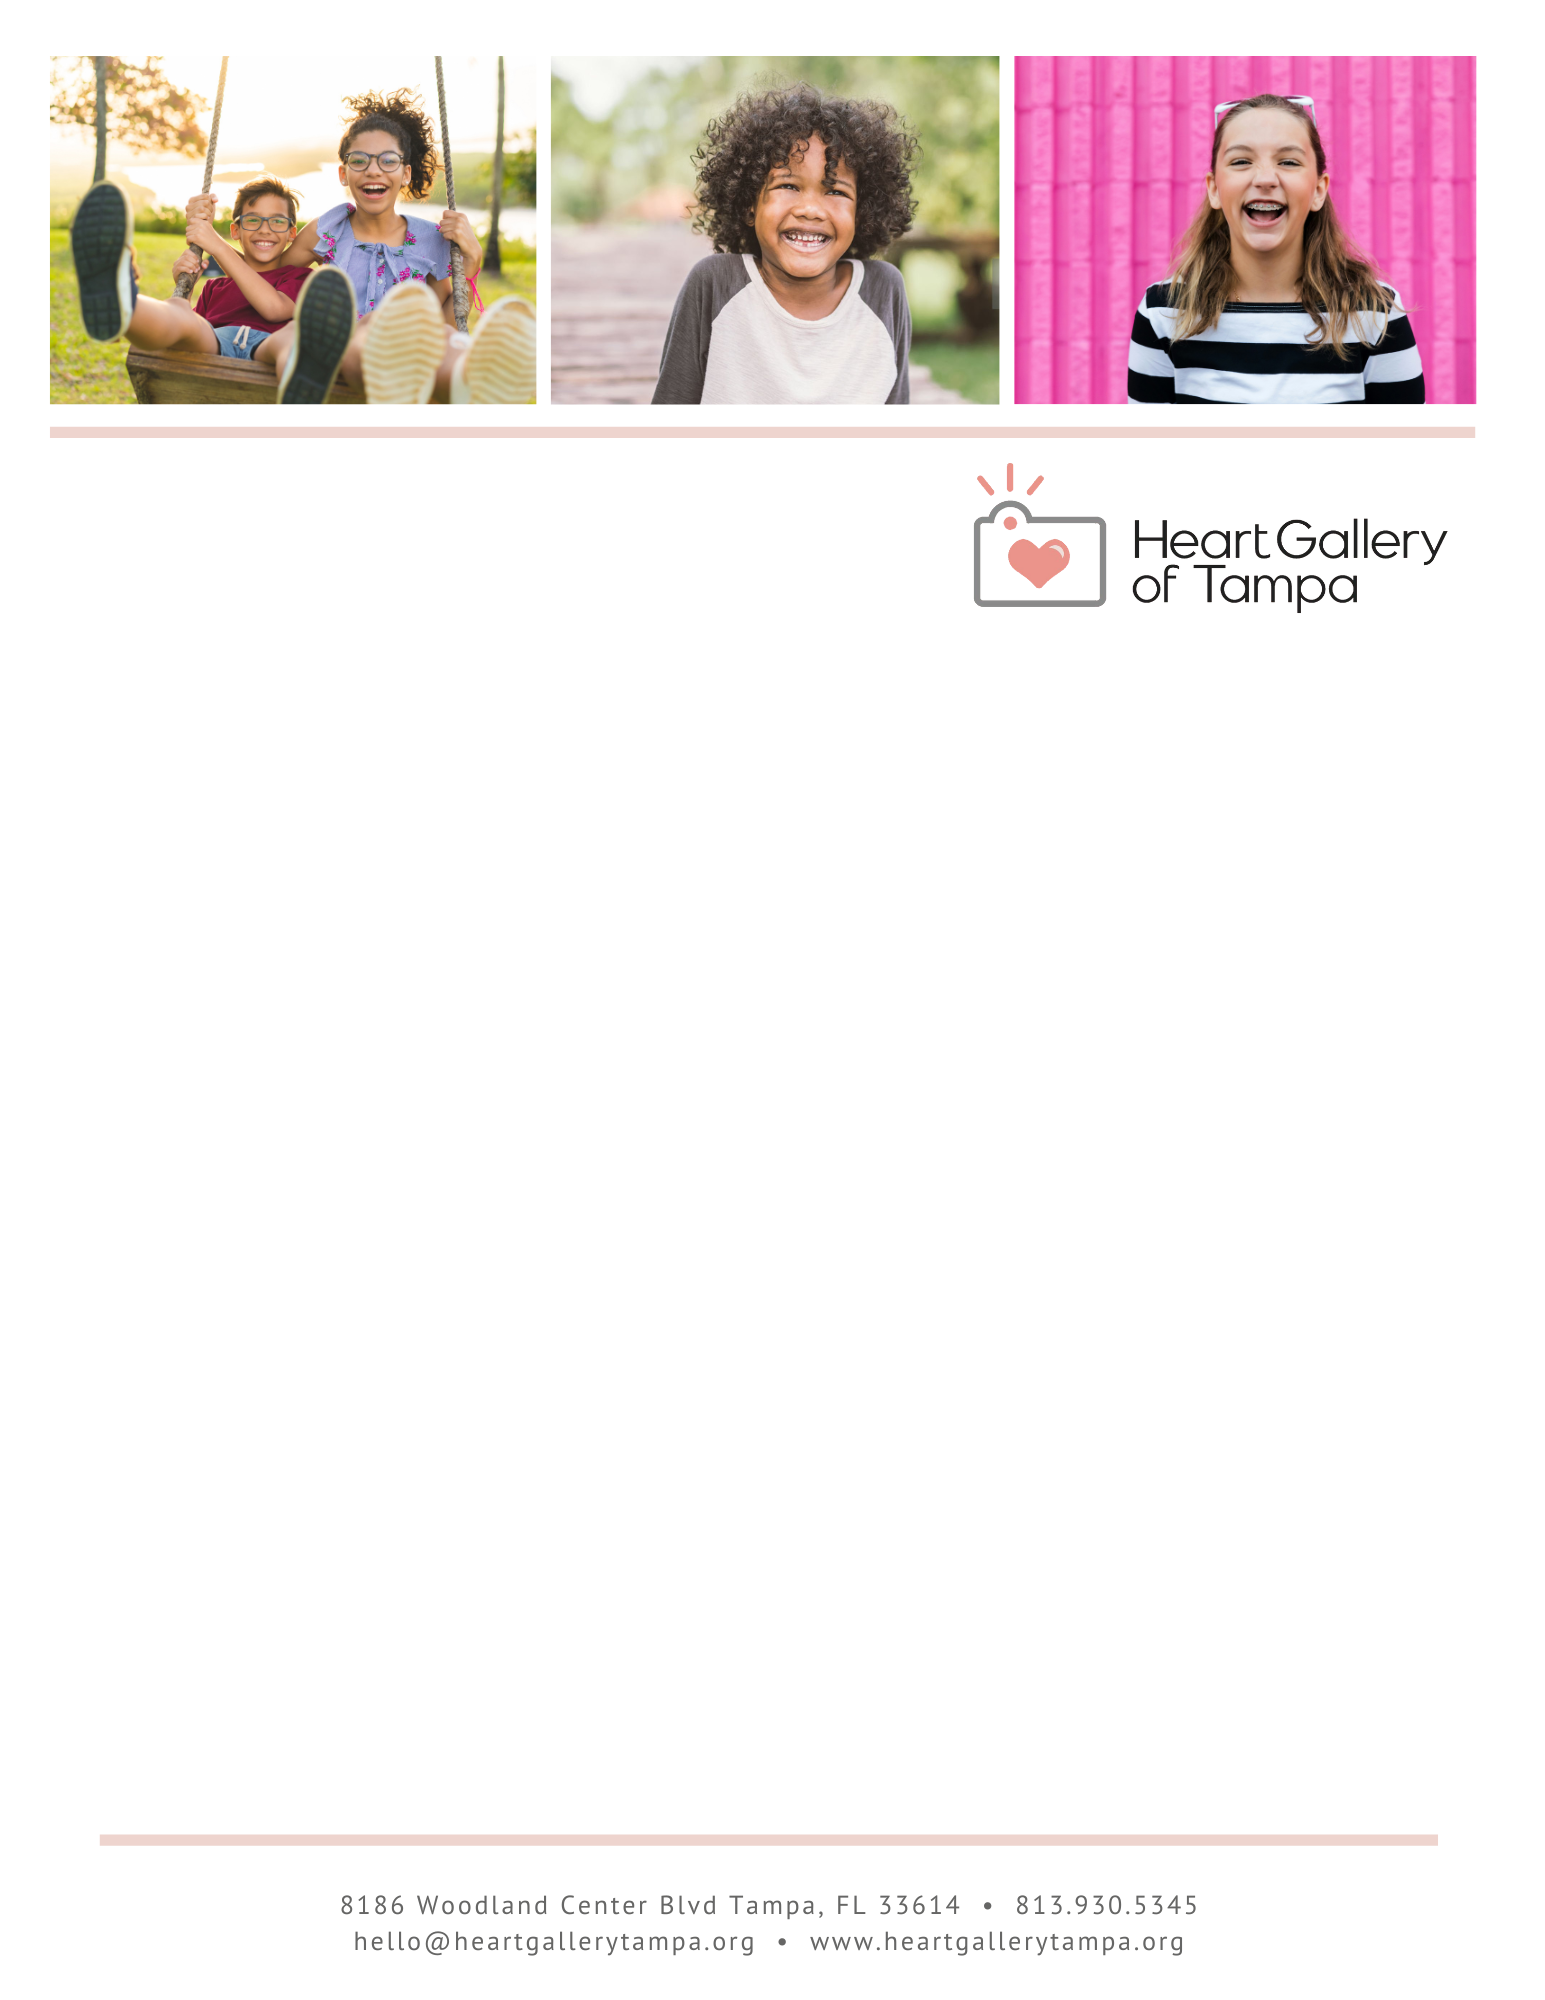 Heart Gallery
of Tampa
8186 Woodland Center Blvd Tampa, FL 33614 • 813.930.5345
hello@heartgallerytampa.org • www.heartgallerytampa.org